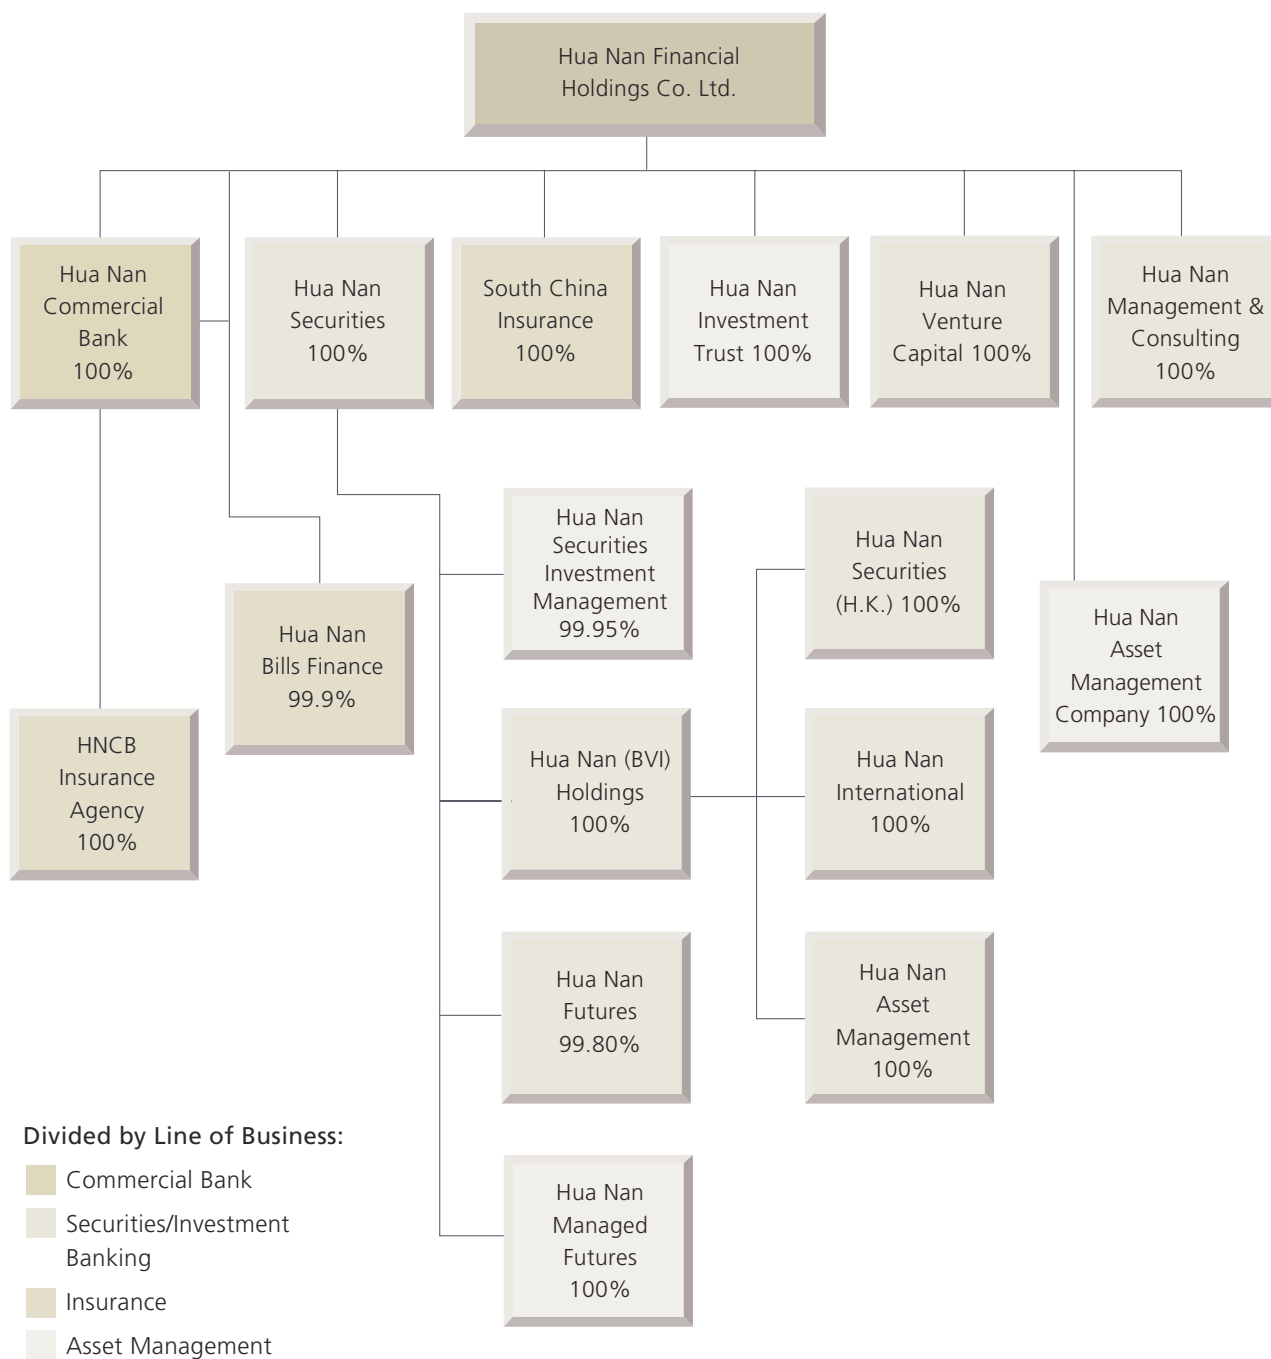 Hua Nan Financial
Holdings Co. Ltd.
Hua Nan
Commercial
Bank
100%
Hua Nan
Securities
100%
South China
Insurance
100%
Hua Nan
Investment
Trust 100%
Hua Nan
Venture
Capital 100%
Hua Nan
Management &
Consulting
100%
Hua Nan
Securities
Investment
Management
99.95%
Hua Nan
Securities
(H.K.) 100%
Hua Nan
Asset
Management
Company 100%
Hua Nan
Bills Finance
99.9%
HNCB
Insurance
Agency
100%
Hua Nan (BVI)
Holdings
100%
Hua Nan
International
100%
Hua Nan
Futures
99.80%
Hua Nan
Asset
Management
100%
Hua Nan
Managed
Futures
100%
Divided by Line of Business:
Commercial Bank
Securities/Investment
Banking
Insurance
Asset Management